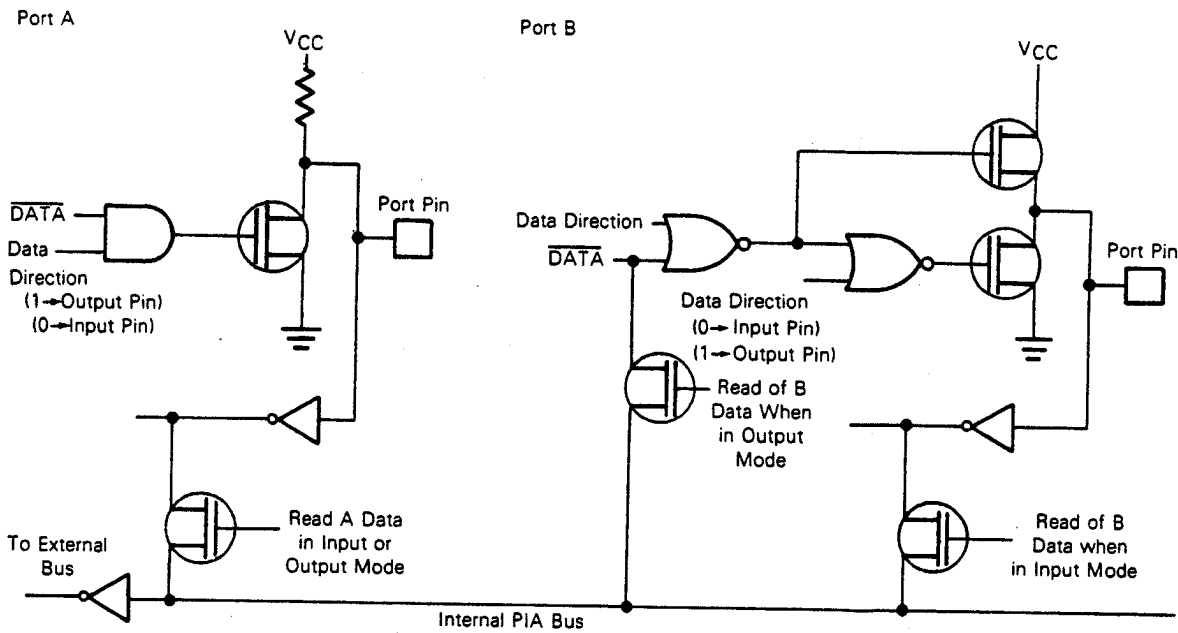 Port A
VCC
DATA
Data
Direction
(1→Output Pin)
(0→Input Pin)
Port Pin
Read A Data
in Input or
Output Mode
To External
Bus
Internal PIA Bus
Port B
VCC
Data Direction
DATA
Data Direction
(0→ Input Pin)
(1→Output Pin)
Port Pin
Read of B
Data When
in Output
Mode
Read of B
Data when
in Input Mode